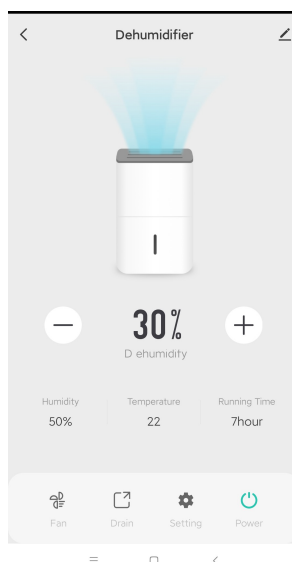 Dehumidifier
30%
D ehumidity
Humidity Temperature Running Time
50% 22 7hour
Fan Drain Setting Power